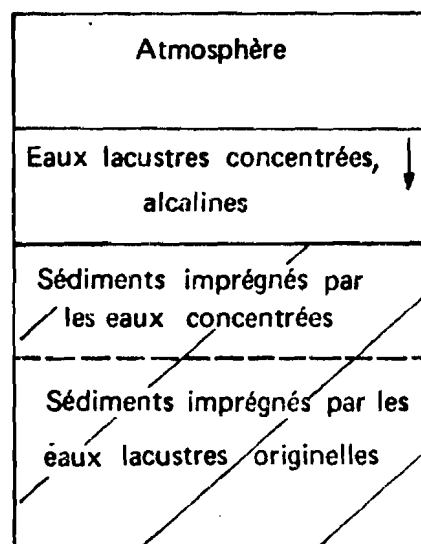 Atmosphère
Eaux lacustres concentrées,
alcalines
Sédiments imprégnés par
les eaux concentrées
Sédiments imprégnés par les
eaux lacustres originelles